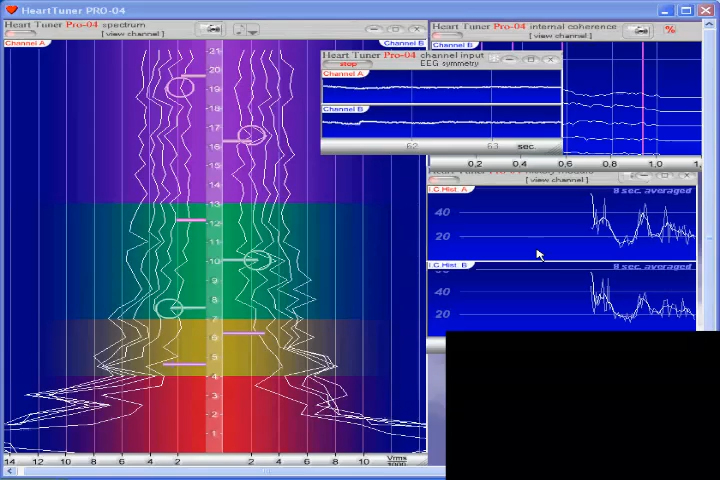 HeartTuner PRO-04
Heart Tuner Pro-04 spectrum
[ view channel ]
Channel A
Channel B
21
20
19
17
16
15
14
13
12
11
10
9
8
7
5
4
3
2
1
14 12 10 8 6 4 2 2 4 6 8 10 Vrms
Heart Tuner Pro-04 internal coherence
[ view channel ]
%
Channel B
0,2 0,4 0,6 0,8 1,0
Heart Tuner Pro-04 channel input
stop
EEG symmetry
Channel A
Channel B
62 63 sec.
[ view channel ]
I.C.Hist. A
8 sec. averaged
40
20
I.C.Hist. B
8 sec. averaged
40
20